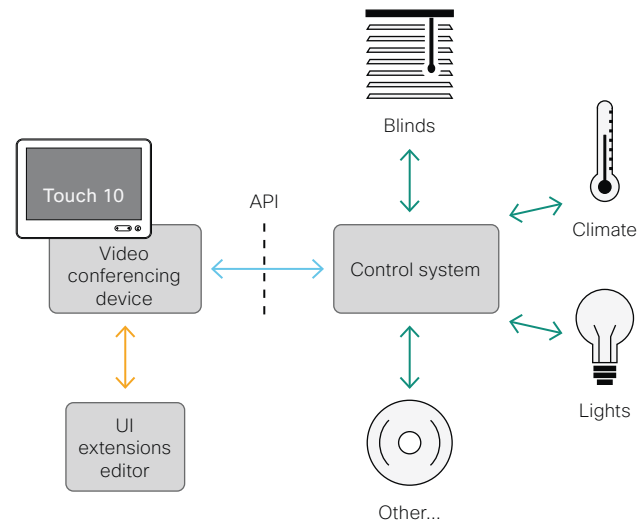 Blinds
Touch 10
API
Climate
Video
conferencing
device
Control system
Lights
UI
extensions
editor
Other...